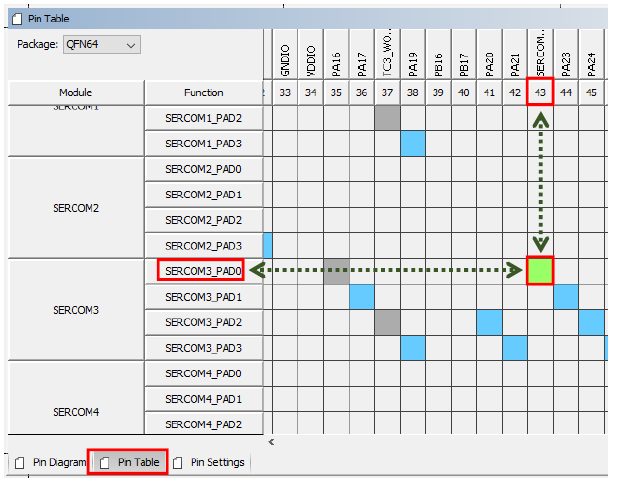 Pin Table
Package: QFN64
GNDIO VDDIO PA16 PA17 TC3_WO... PA19 PB16 PB17 PA20 PA21 SERCOM... PA23 PA24
Module Function 33 34 35 36 37 38 39 40 41 42 43 44 45
SERCOM1 SERCOM1_PAD2
SERCOM1_PAD3
SERCOM2_PAD0
SERCOM2_PAD1
SERCOM2 SERCOM2_PAD2
SERCOM2_PAD3
SERCOM3_PAD0
SERCOM3_PAD1
SERCOM3 SERCOM3_PAD2
SERCOM3_PAD3
SERCOM4_PAD0
SERCOM4_PAD1
SERCOM4 SERCOM4_PAD2
Pin Diagram Pin Table Pin Settings